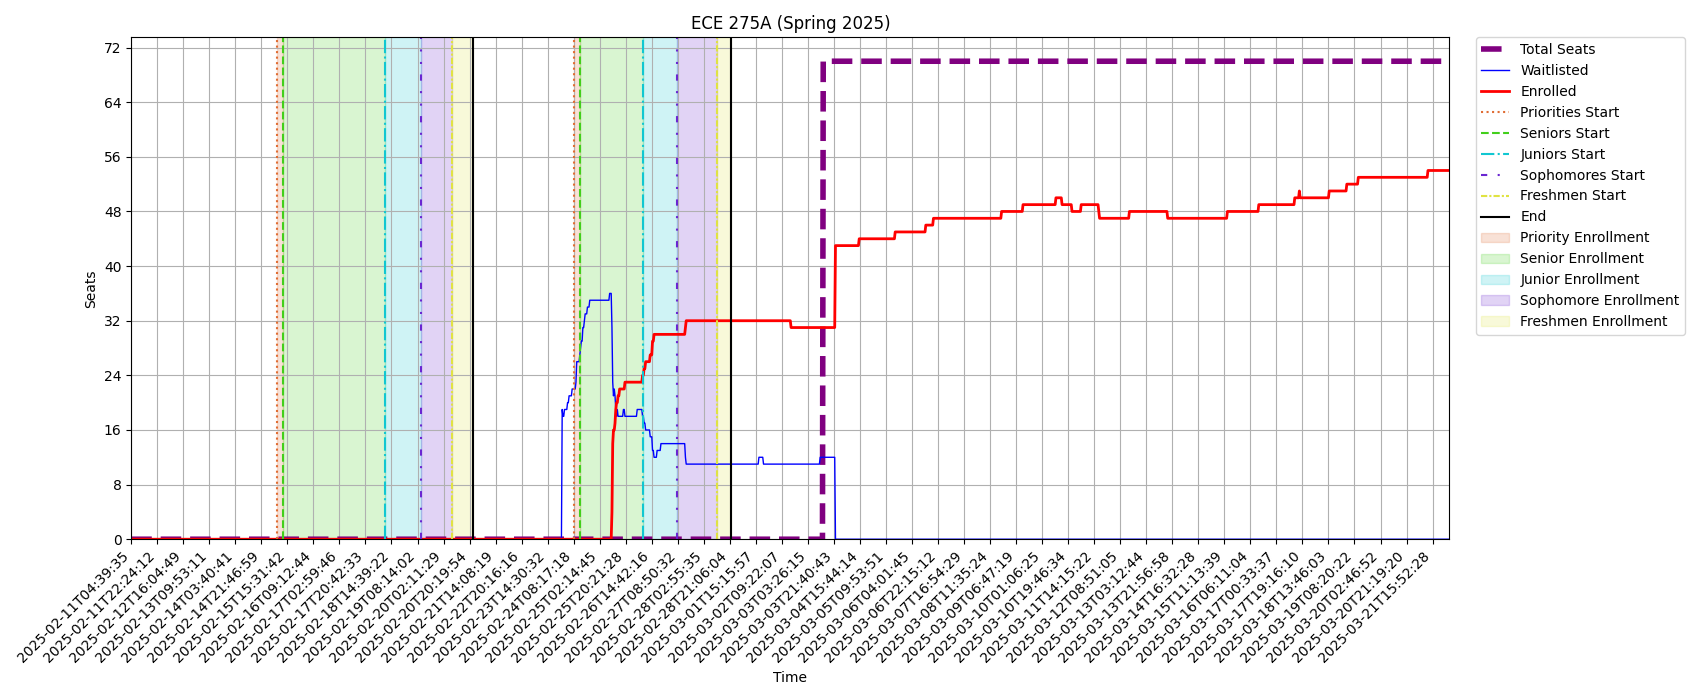 ECE 275A (Spring 2025)
72
64
56
48
40
32
24
16
8
0
Seats
2025-02-11T04:39:35
2025-02-11T22:24:12
2025-02-12T16:04:49
2025-02-13T09:53:11
2025-02-14T03:40:41
2025-02-14T21:46:59
2025-02-15T15:31:42
2025-02-16T09:12:44
2025-02-17T02:59:46
2025-02-17T20:42:33
2025-02-18T14:39:22
2025-02-19T08:14:02
2025-02-20T02:11:29
2025-02-20T20:19:54
2025-02-21T14:08:19
2025-02-22T20:16:16
2025-02-23T14:30:32
2025-02-24T08:17:18
2025-02-25T02:14:45
2025-02-25T20:21:28
2025-02-26T14:42:16
2025-02-27T08:50:32
2025-02-28T02:55:35
2025-02-28T21:06:04
2025-03-01T15:15:57
2025-03-02T09:22:07
2025-03-03T03:26:15
2025-03-03T21:40:43
2025-03-04T15:44:14
2025-03-05T09:53:51
2025-03-06T04:01:45
2025-03-06T22:15:12
2025-03-07T16:54:29
2025-03-08T11:35:24
2025-03-09T06:47:19
2025-03-10T01:06:25
2025-03-10T19:46:34
2025-03-11T14:15:22
2025-03-12T08:51:05
2025-03-13T03:12:44
2025-03-13T21:56:58
2025-03-14T16:32:28
2025-03-15T11:13:39
2025-03-16T06:11:04
2025-03-17T00:33:37
2025-03-17T19:16:10
2025-03-18T13:46:03
2025-03-19T08:20:22
2025-03-20T02:46:52
2025-03-20T21:19:20
2025-03-21T15:52:28
Time
Total Seats
Waitlisted
Enrolled
Priorities Start
Seniors Start
Juniors Start
Sophomores Start
Freshmen Start
End
Priority Enrollment
Senior Enrollment
Junior Enrollment
Sophomore Enrollment
Freshmen Enrollment